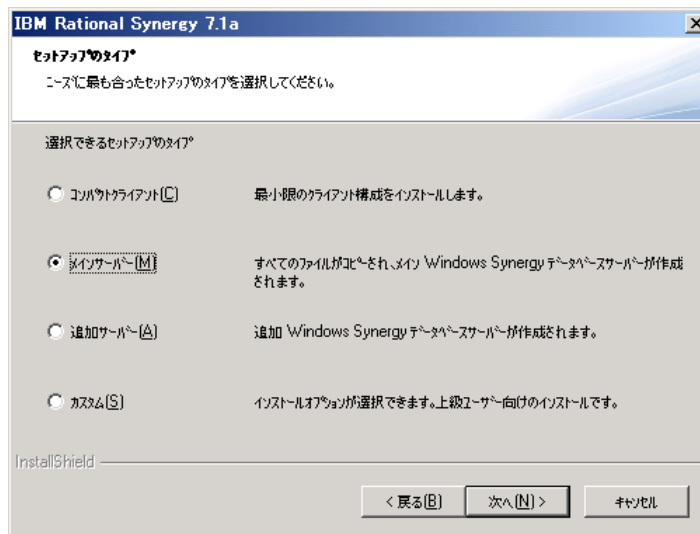 IBM Rational Synergy 7.1a
セットアップのタイプ
ニーズに最も合ったセットアップのタイプを選択してください。
選択できるセットアップのタイプ
コンパクトクライアント(C)
最小限のクライアント構成をインストールします。
メインサーバー(M)
すべてのファイルがコピーされ、メイン Windows Synergy データベースサーバーが作成
されます。
追加サーバー(A)
追加 Windows Synergy データベースサーバーが作成されます。
カスタム(S)
インストールオプションが選択できます。上級ユーザー向けのインストールです。
InstallShield
< 戻る(B)
次へ(N) >
キャンセル